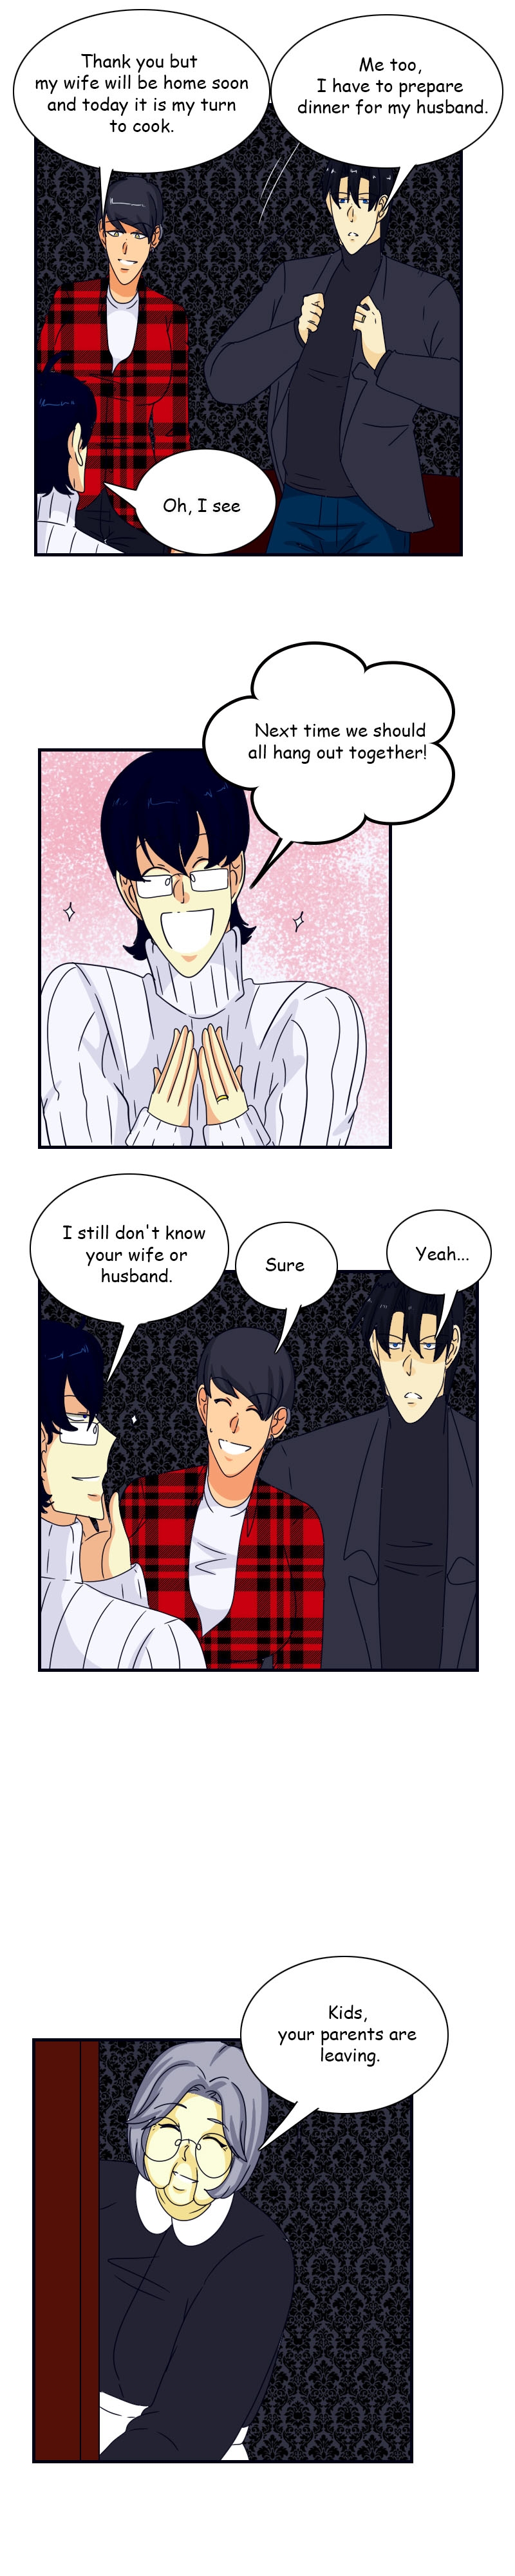 Thank you but
my wife will be home soon
and today it is my turn
to cook.
Me too,
I have to prepare
dinner for my husband.
Oh, I see
Next time we should
all hang out together!
I still don't know
your wife or
husband.
Sure
Yeah...
Kids,
your parents are
leaving.